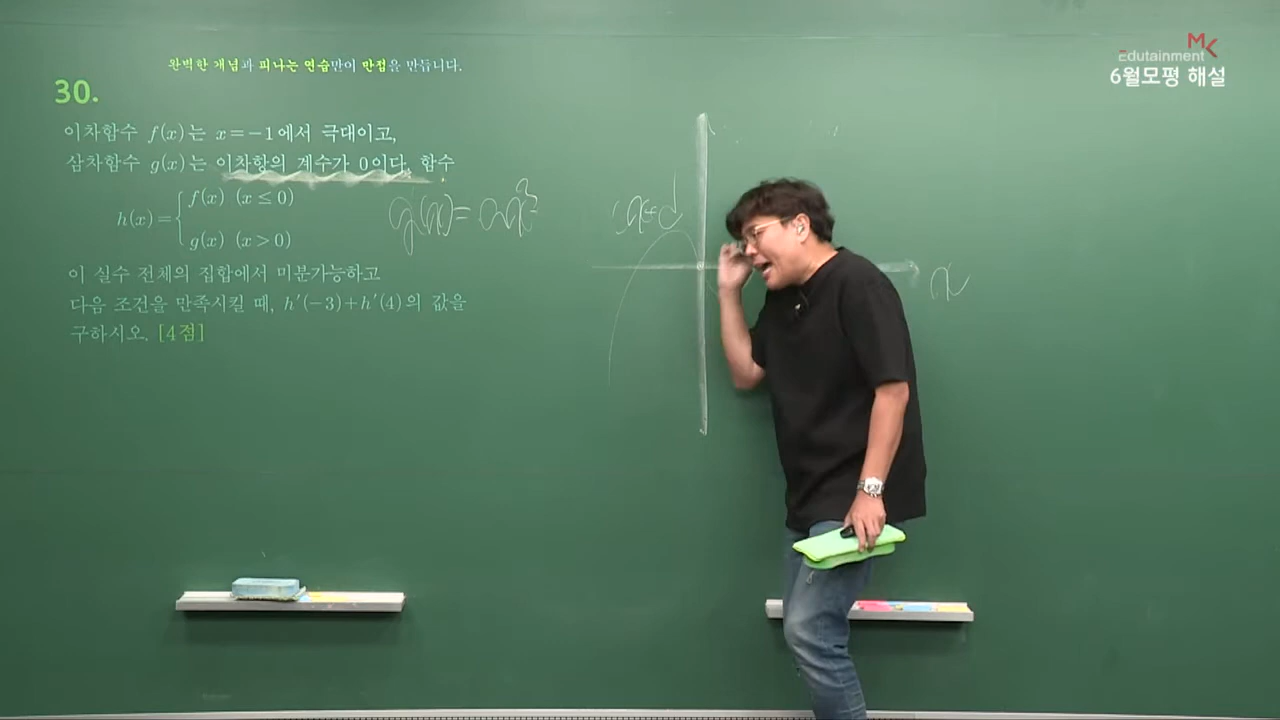 완벽한 개념과 피나는 연습만이 만점을 만듭니다.
MK
Edutainment
6월모평 해설
30.
이차함수 f(x)는 x=-1에서 극대이고,
삼차함수 g(x)는 이차항의 계수가 0이다. 함수
h(x)={ f(x) (x≤0)
g(x) (x>0)
이 실수 전체의 집합에서 미분가능하고
다음 조건을 만족시킬 때, h'(-3)+h'(4)의 값을
구하시오. [4점]
g(x)= ax³
x